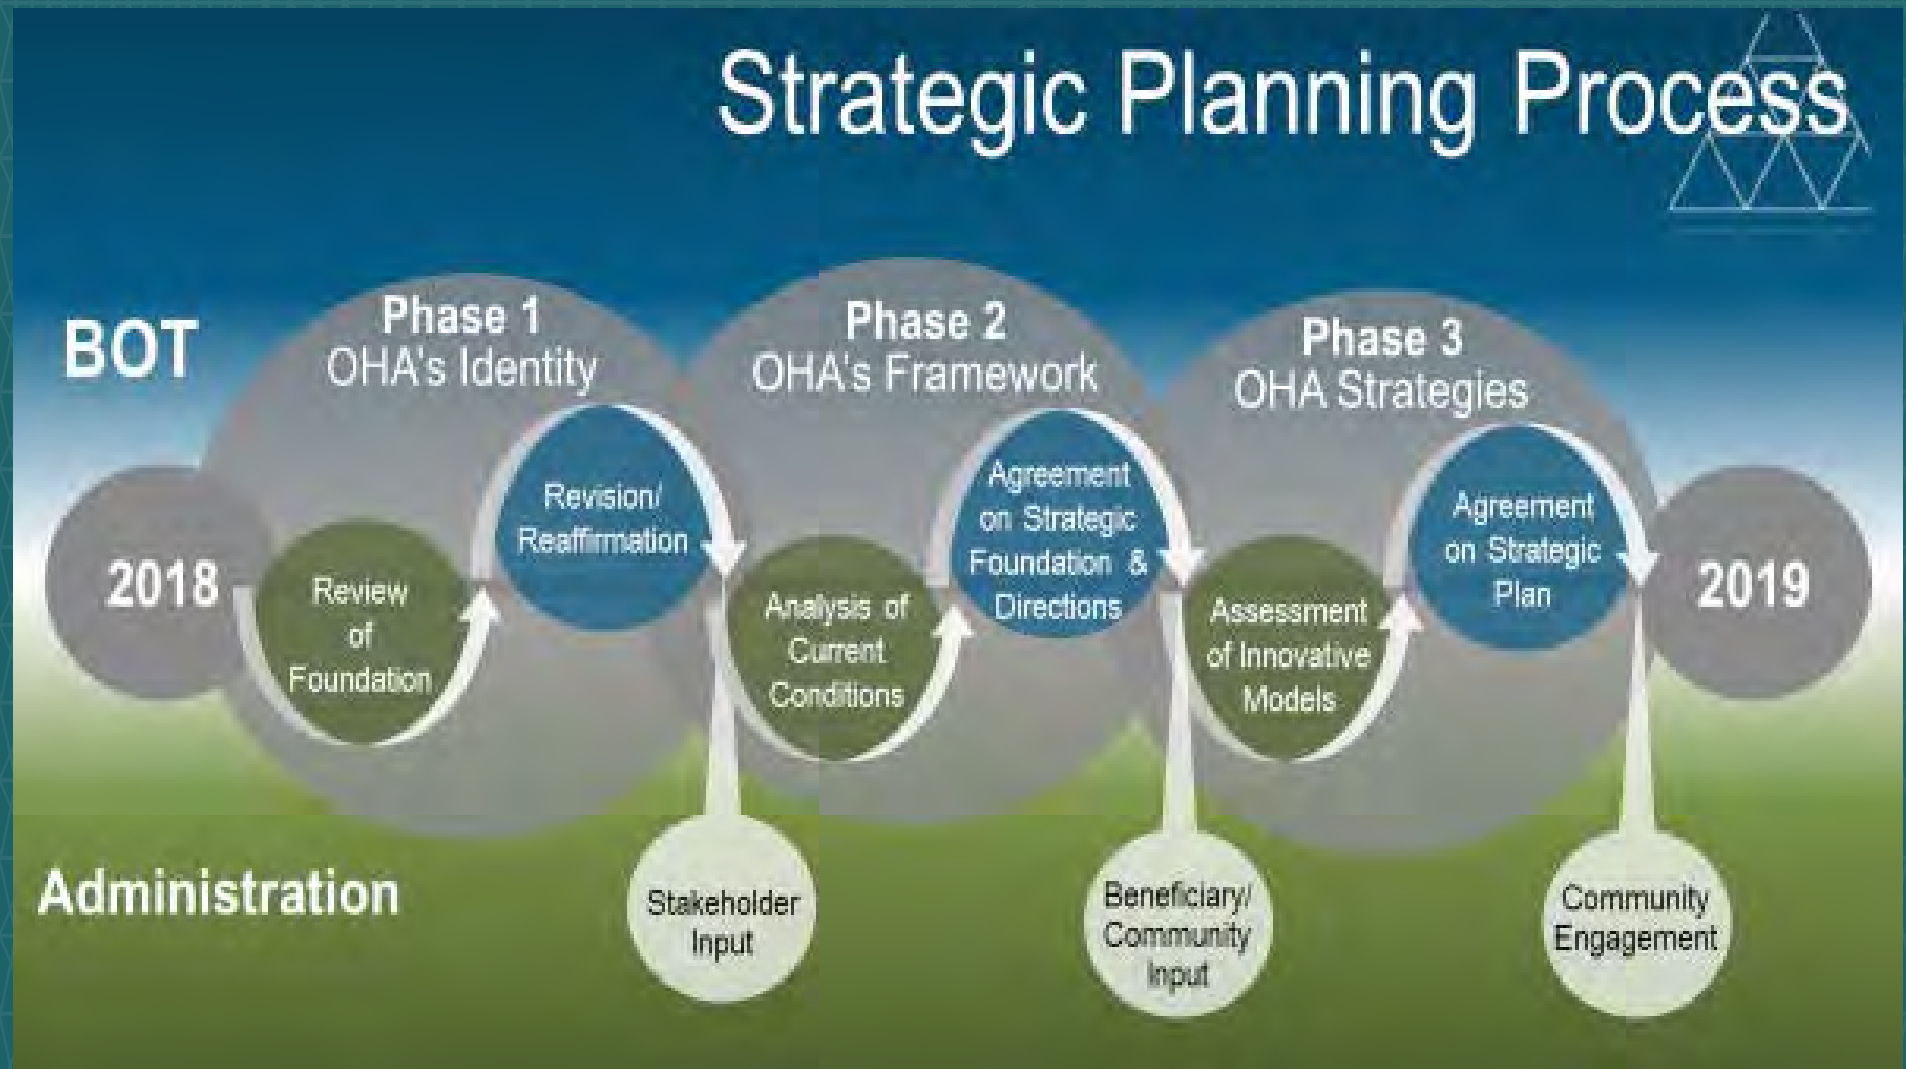 Strategic Planning Process
BOT
Phase 1
OHA's Identity
Phase 2
OHA's Framework
Phase 3
OHA Strategies
2018
Review
of
Foundation
Revision/
Reaffirmation
Analysis of
Current
Conditions
Agreement
on Strategic
Foundation &
Directions
Assessment
of Innovative
Models
Agreement
on Strategic
Plan
2019
Administration
Stakeholder
Input
Beneficiary/
Community
Input
Community
Engagement